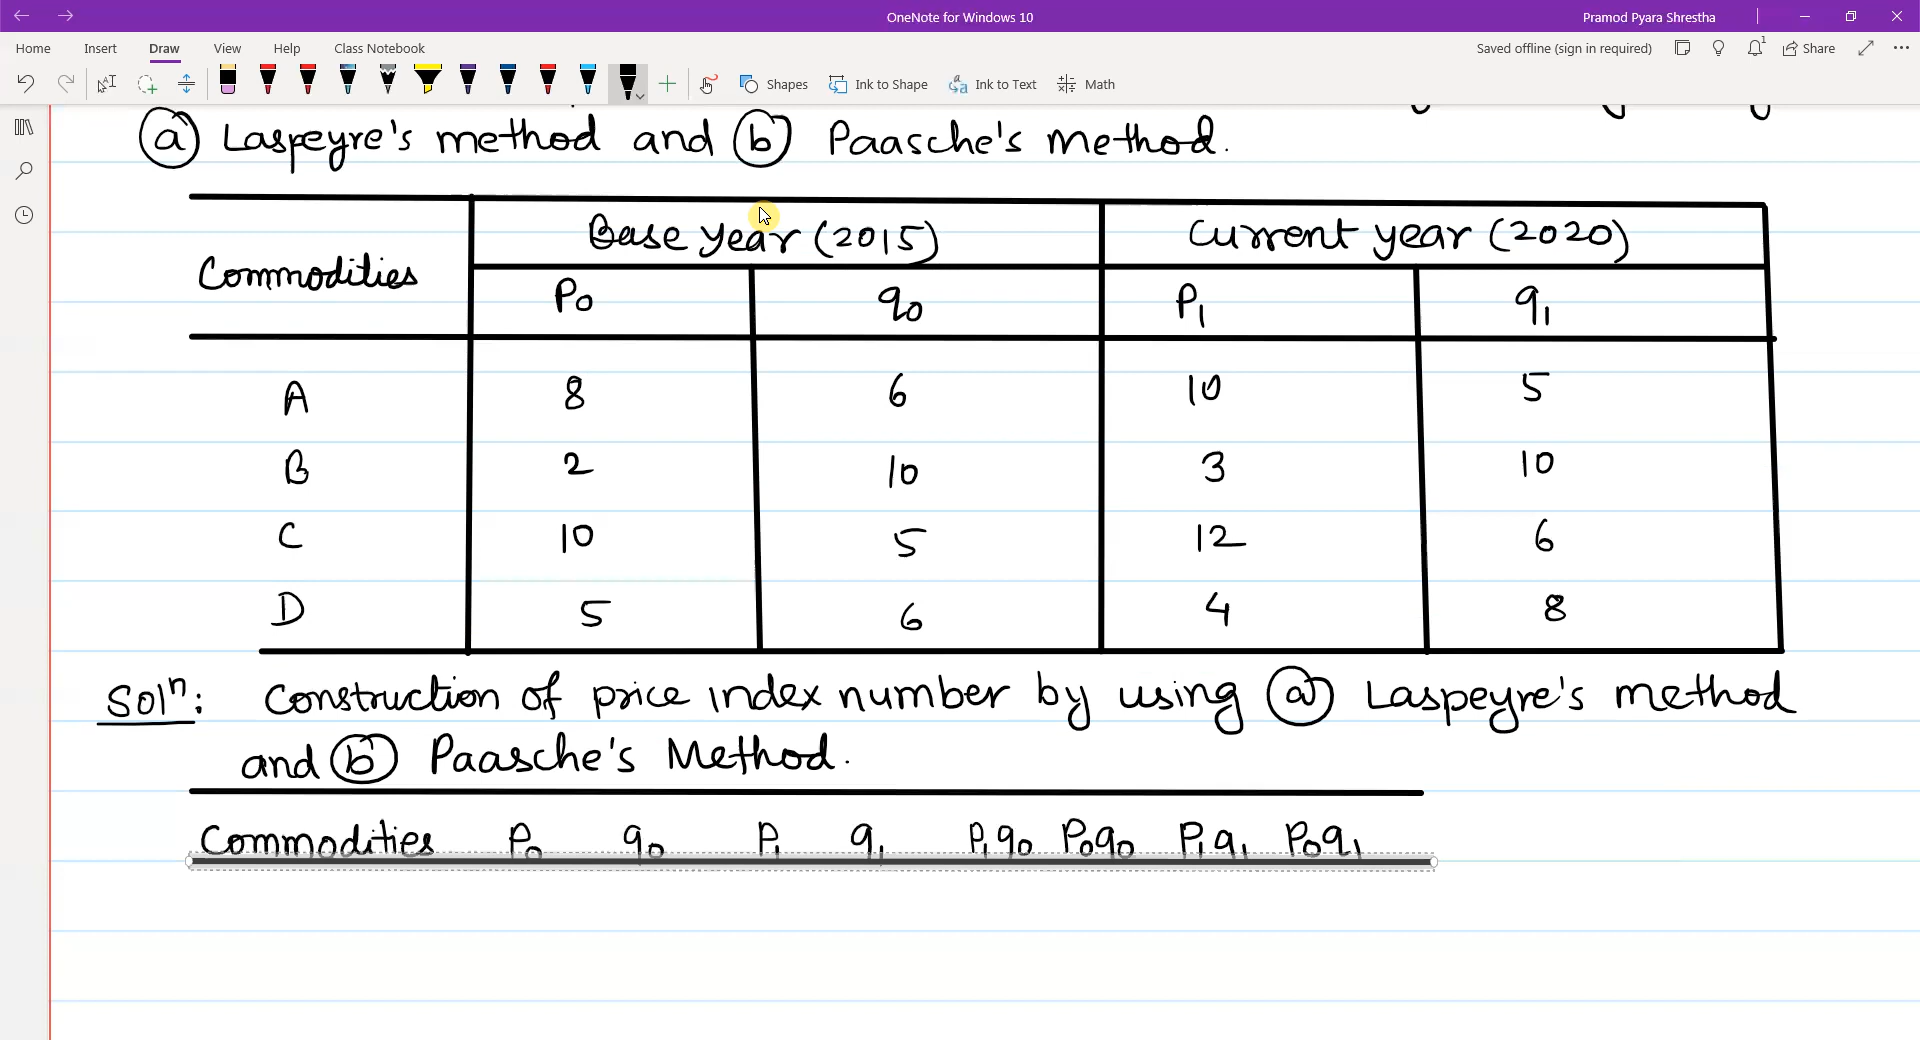 OneNote for Windows 10
Pramod Pyara Shrestha
Home Insert Draw View Help Class Notebook
Saved offline (sign in required) 1 Share
Shapes Ink to Shape Ink to Text Math
(a) Laspeyre's method and (b) Paasche's Method.
Commodities Base year (2015) Current year (2020)
P₀ q₀ P₁ q₁
A 8 6 10 5
B 2 10 3 10
C 10 5 12 6
D 5 6 4 8
Solⁿ: Construction of price index number by using (a) Laspeyre's method
and (b) Paasche's Method.
Commodities P₀ q₀ P₁ q₁ P₁q₀ P₀q₀ P₁q₁ P₀q₁